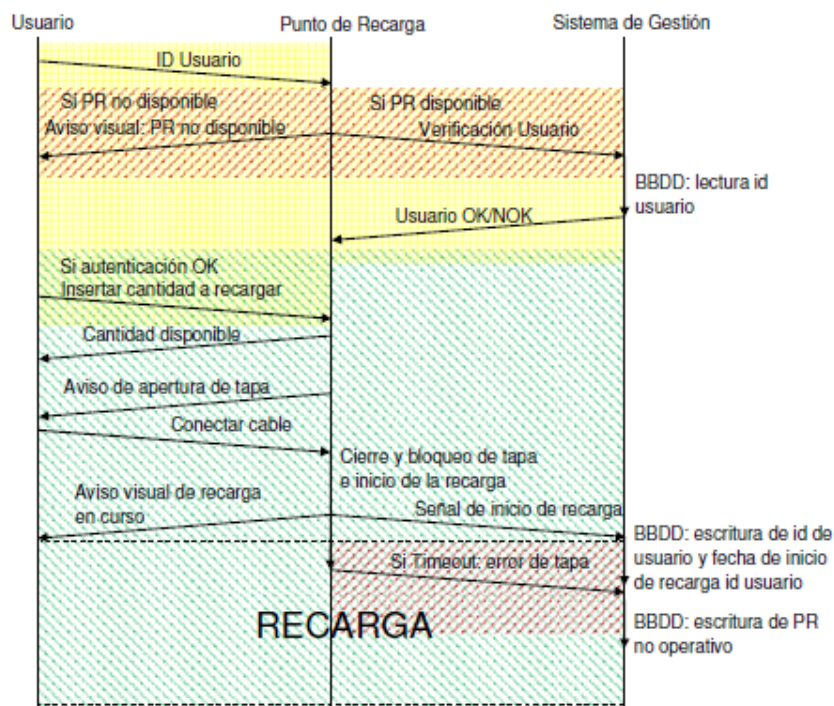 Usuario
Punto de Recarga
Sistema de Gestión
ID Usuario
Si PR no disponible
Si PR disponible
Aviso visual: PR no disponible
Verificación Usuario
BBDD: lectura id
usuario
Usuario OK/NOK
Si autenticación OK
Insertar cantidad a recargar
Cantidad disponible
Aviso de apertura de tapa
Conectar cable
Cierre y bloqueo de tapa
e inicio de la recarga
Aviso visual de recarga
en curso
Señal de inicio de recarga
BBDD: escritura de id de
usuario y fecha de inicio
de recarga id usuario
Si Timeout: error de tapa
RECARGA
BBDD: escritura de PR
no operativo